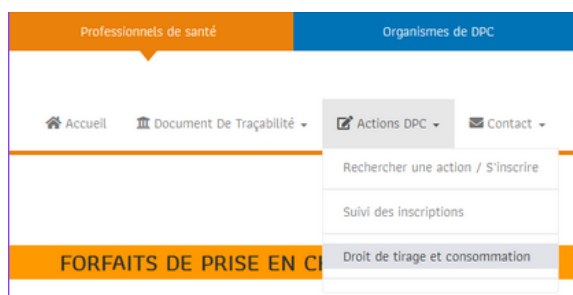 Professionnels de santé
Organismes de DPC
Accueil
Document De Traçabilité
Actions DPC
Contact
Rechercher une action / S'inscrire
Suivi des inscriptions
Droit de tirage et consommation
FORFAITS DE PRISE EN